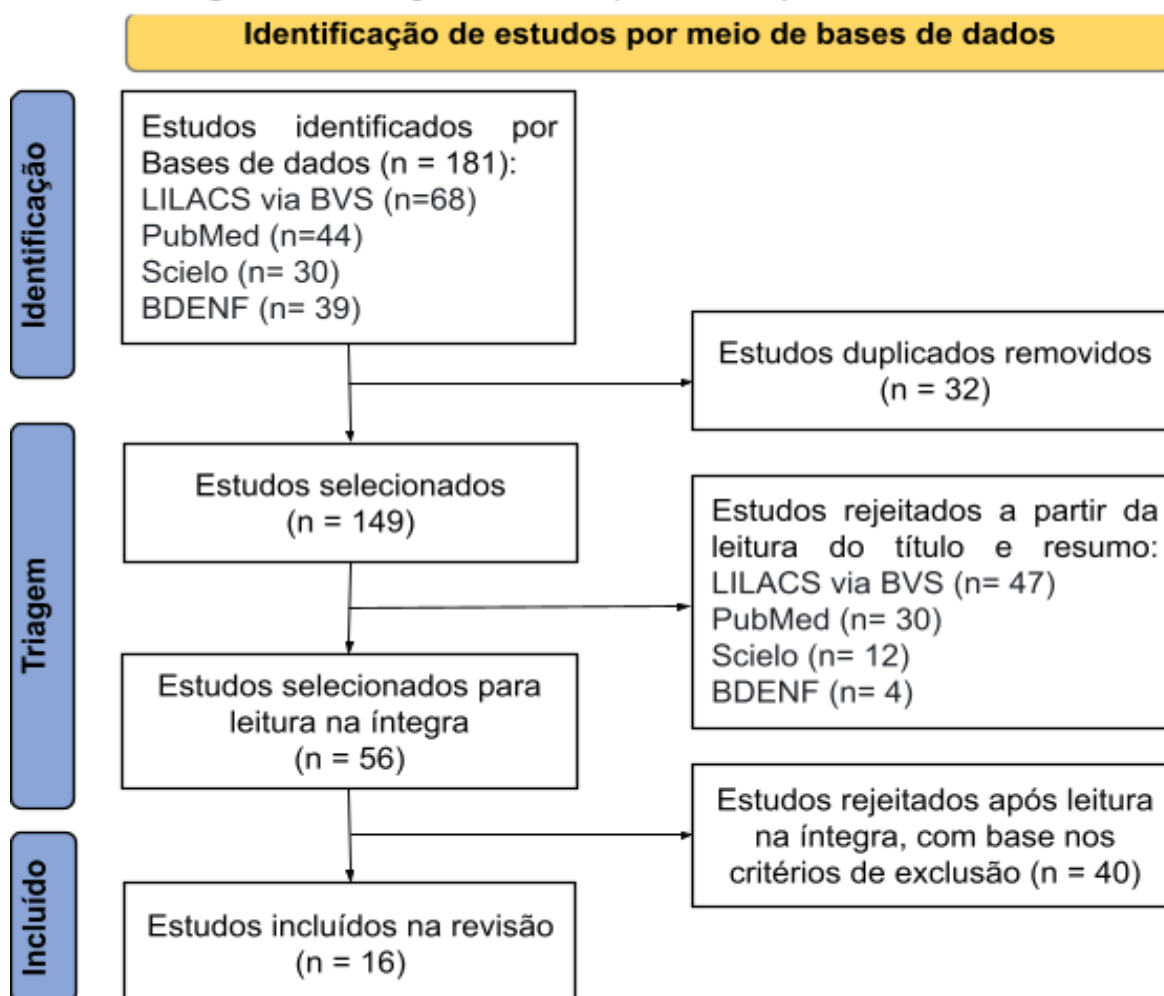 Identificação de estudos por meio de bases de dados
Identificação
Estudos identificados por
Bases de dados (n = 181):
LILACS via BVS (n=68)
PubMed (n=44)
Scielo (n= 30)
BDENF (n= 39)
Estudos duplicados removidos
(n = 32)
Triagem
Estudos selecionados
(n = 149)
Estudos rejeitados a partir da
leitura do título e resumo:
LILACS via BVS (n= 47)
PubMed (n= 30)
Scielo (n= 12)
BDENF (n= 4)
Estudos selecionados para
leitura na íntegra
(n = 56)
Estudos rejeitados após leitura
na íntegra, com base nos
critérios de exclusão (n = 40)
Incluído
Estudos incluídos na revisão
(n = 16)